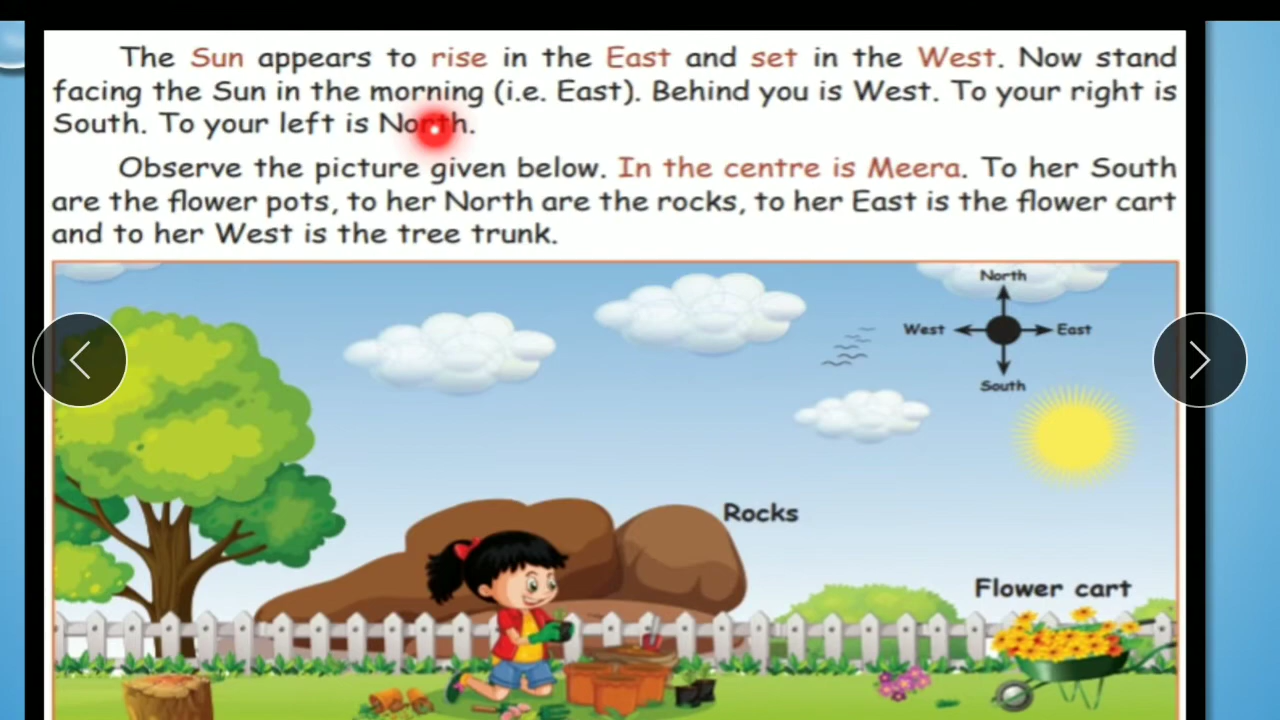 The Sun appears to rise in the East and set in the West. Now stand
facing the Sun in the morning (i.e. East). Behind you is West. To your right is
South. To your left is North.
Observe the picture given below. In the centre is Meera. To her South
are the flower pots, to her North are the rocks, to her East is the flower cart
and to her West is the tree trunk.
North
West East
South
Rocks
Flower cart